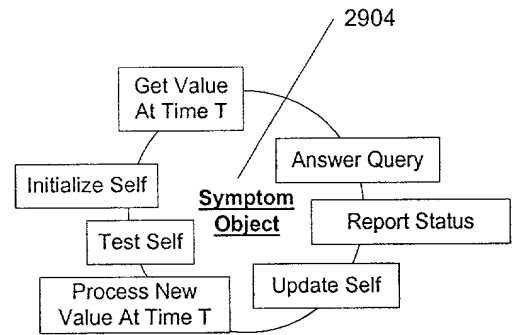 2904
Get Value
At Time T
Answer Query
Initialize Self
Symptom
Object
Report Status
Test Self
Update Self
Process New
Value At Time T